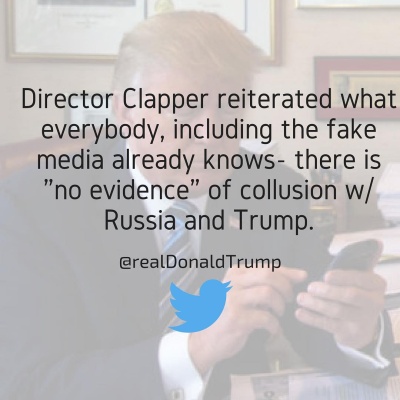 Director Clapper reiterated what
everybody, including the fake
media already knows- there is
"no evidence” of collusion w/
Russia and Trump.
@realDonaldTrump